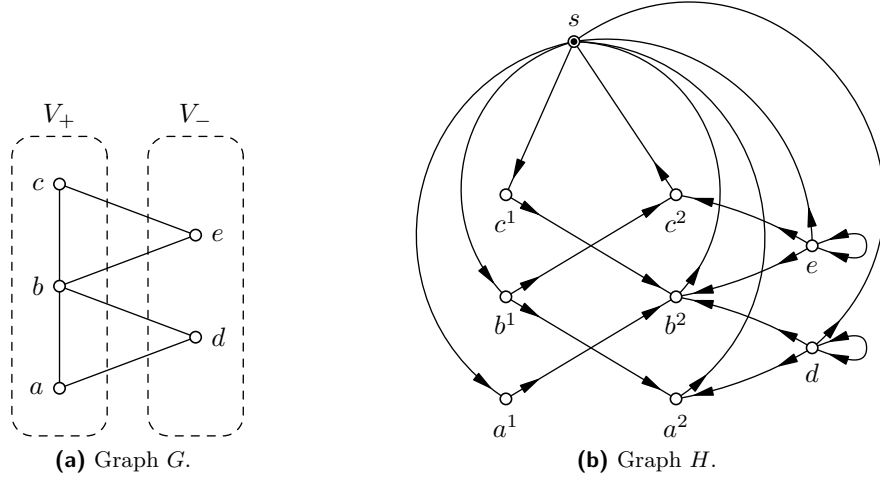 s
V₊ V₋
c
c¹ c²
e
e
b
b¹ b²
d
d
a
a¹ a²
(a) Graph G.
(b) Graph H.